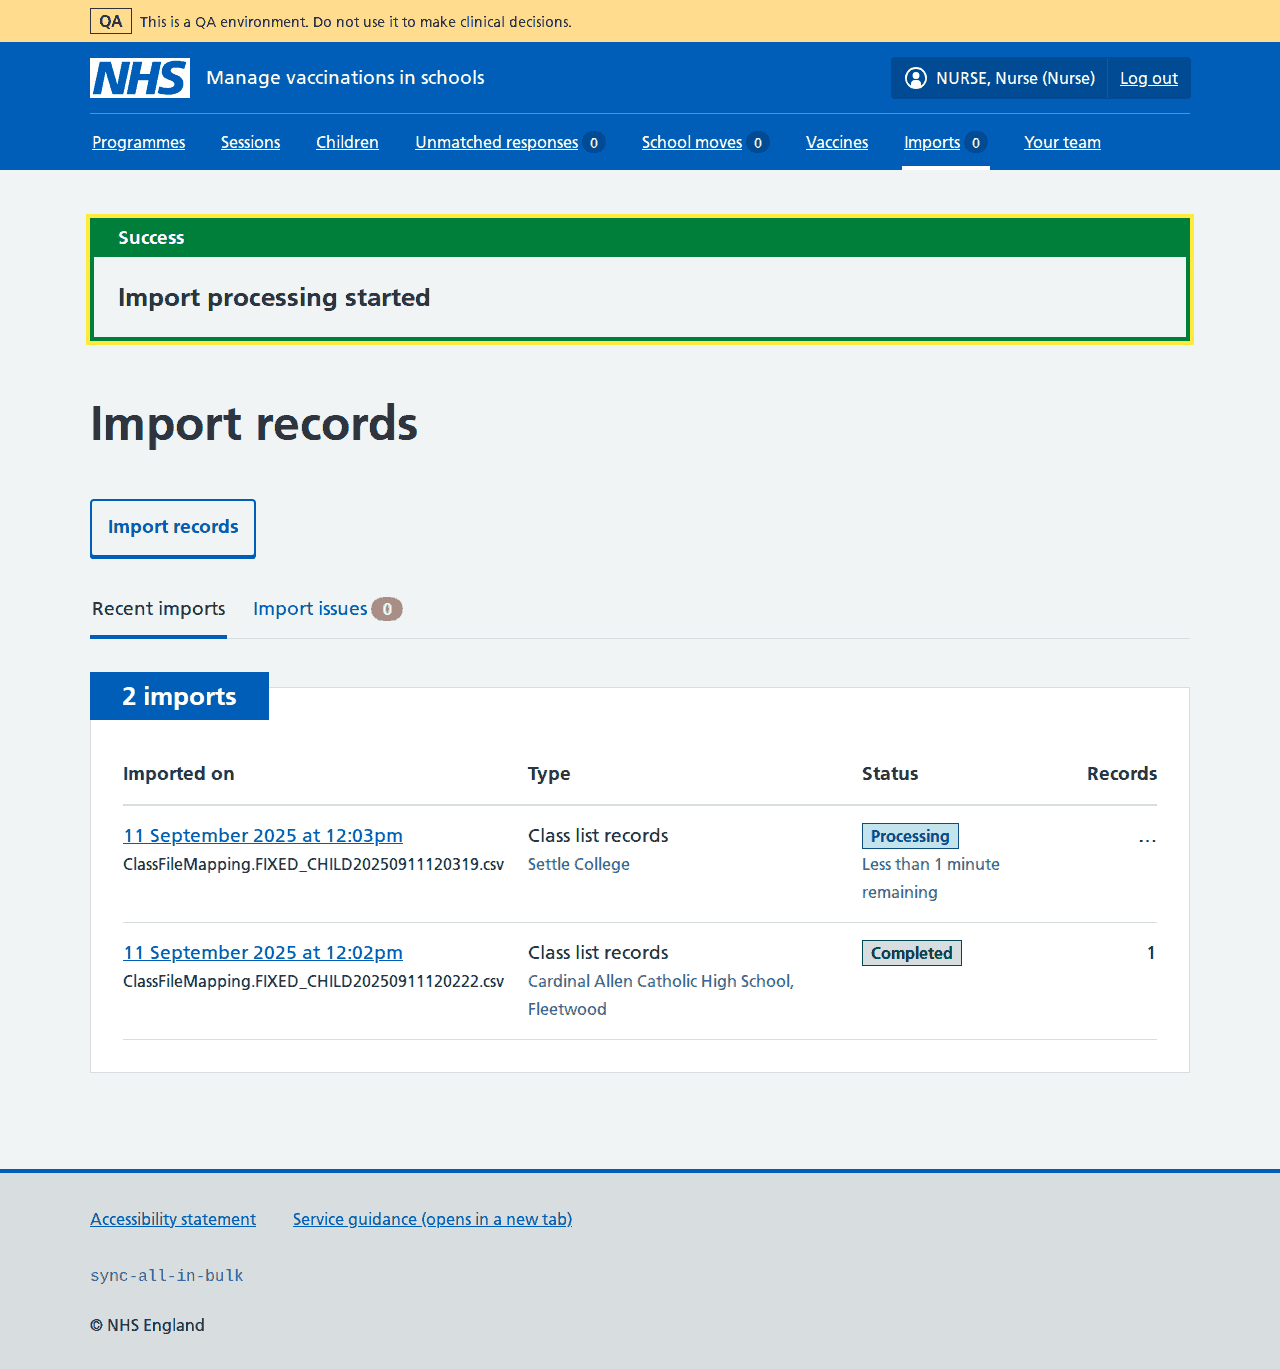 QA This is a QA environment. Do not use it to make clinical decisions.
NHS Manage vaccinations in schools NURSE, Nurse (Nurse) Log out
Programmes Sessions Children Unmatched responses 0 School moves 0 Vaccines Imports 0 Your team
Success
Import processing started
Import records
Import records
Recent imports Import issues 0
2 imports
Imported on Type Status Records
11 September 2025 at 12:03pm Class list records Processing ...
ClassFileMapping.FIXED_CHILD20250911120319.csv Settle College Less than 1 minute
remaining
11 September 2025 at 12:02pm Class list records Completed 1
ClassFileMapping.FIXED_CHILD20250911120222.csv Cardinal Allen Catholic High School,
Fleetwood
Accessibility statement Service guidance (opens in a new tab)
sync-all-in-bulk
© NHS England